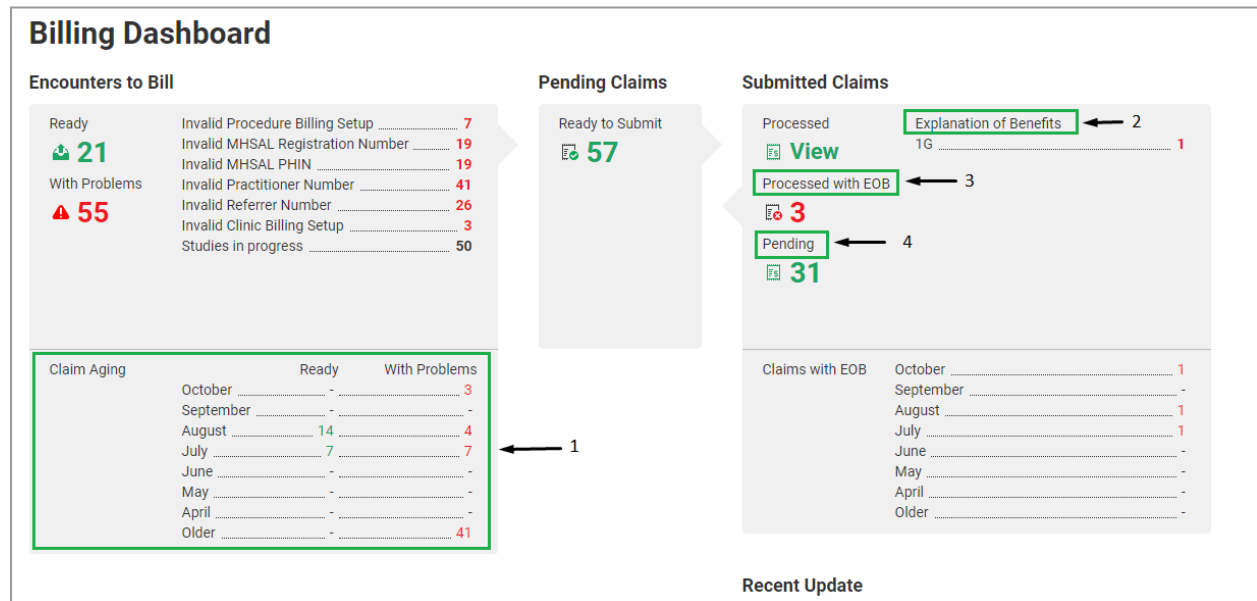 Billing Dashboard
Encounters to Bill
Ready
21
With Problems
55
Invalid Procedure Billing Setup 7
Invalid MHSAL Registration Number 19
Invalid MHSAL PHIN 19
Invalid Practitioner Number 41
Invalid Referrer Number 26
Invalid Clinic Billing Setup 3
Studies in progress 50
Claim Aging Ready With Problems
October - 3
September - -
August 14 4
July 7 7
June - -
May - -
April - -
Older - 41
1
Pending Claims
Ready to Submit
57
Submitted Claims
Processed
View
Explanation of Benefits 2
1G 1
Processed with EOB 3
3
Pending 4
31
Claims with EOB
October 1
September -
August 1
July 1
June -
May -
April -
Older -
Recent Update